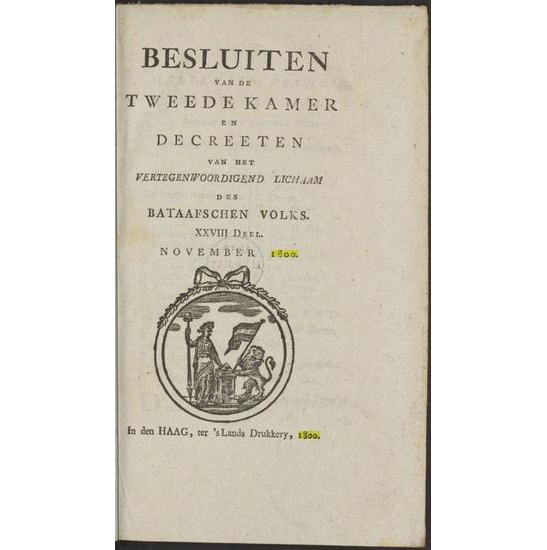 BESLUITEN
VAN DE
TWEEDE KAMER
EN
DECREETEN
VAN HET
VERTEGENWOORDIGEND LICHAAM
DES
BATAAFSCHEN VOLKS.
XXVIII DEEL.
NOVEMBER 1800.
In den HAAG, ter 's Lands Drukkery, 1800.